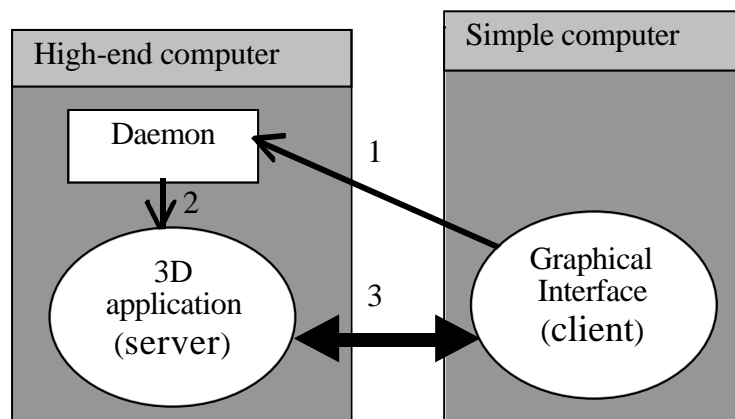 High-end computer
Simple computer
Daemon
1
2
3D
application
(server)
3
Graphical
Interface
(client)